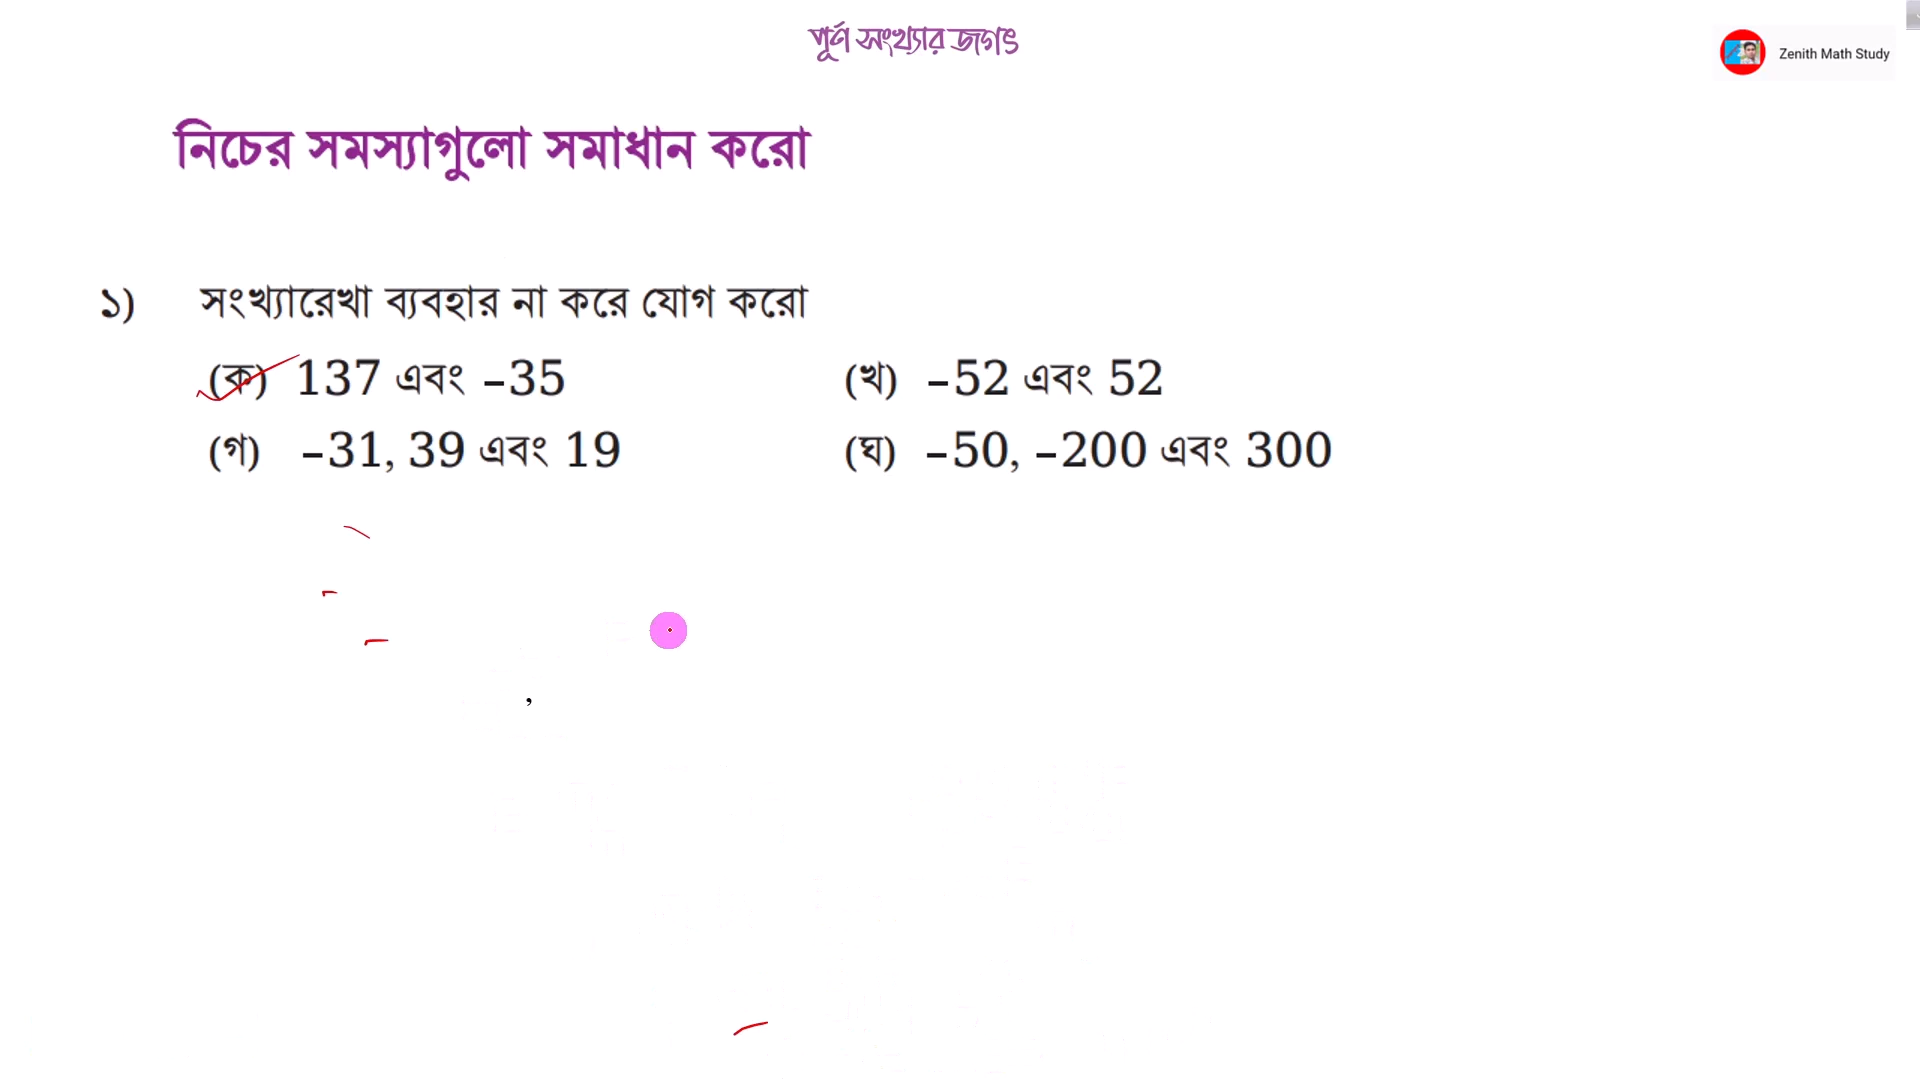 পূর্ণ সংখ্যার জগৎ
Zenith Math Study
নিচের সমস্যাগুলো সমাধান করো
১) সংখ্যারেখা ব্যবহার না করে যোগ করো
(ক) 137 এবং –35 (খ) –52 এবং 52
(গ) –31, 39 এবং 19 (ঘ) –50, –200 এবং 300
,